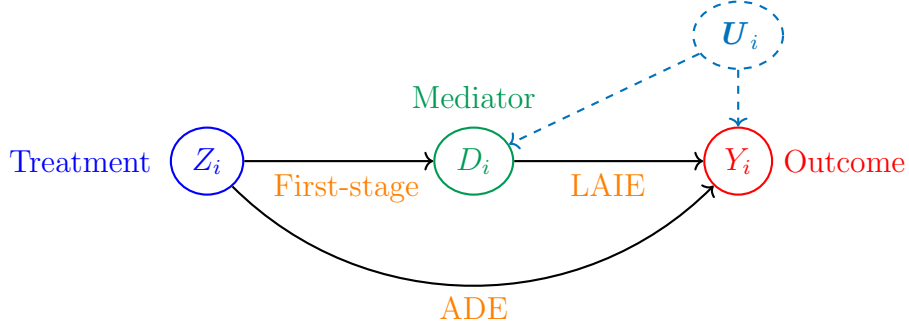 U_i
Mediator
Treatment Z_i D_i Y_i Outcome
First-stage LAIE
ADE